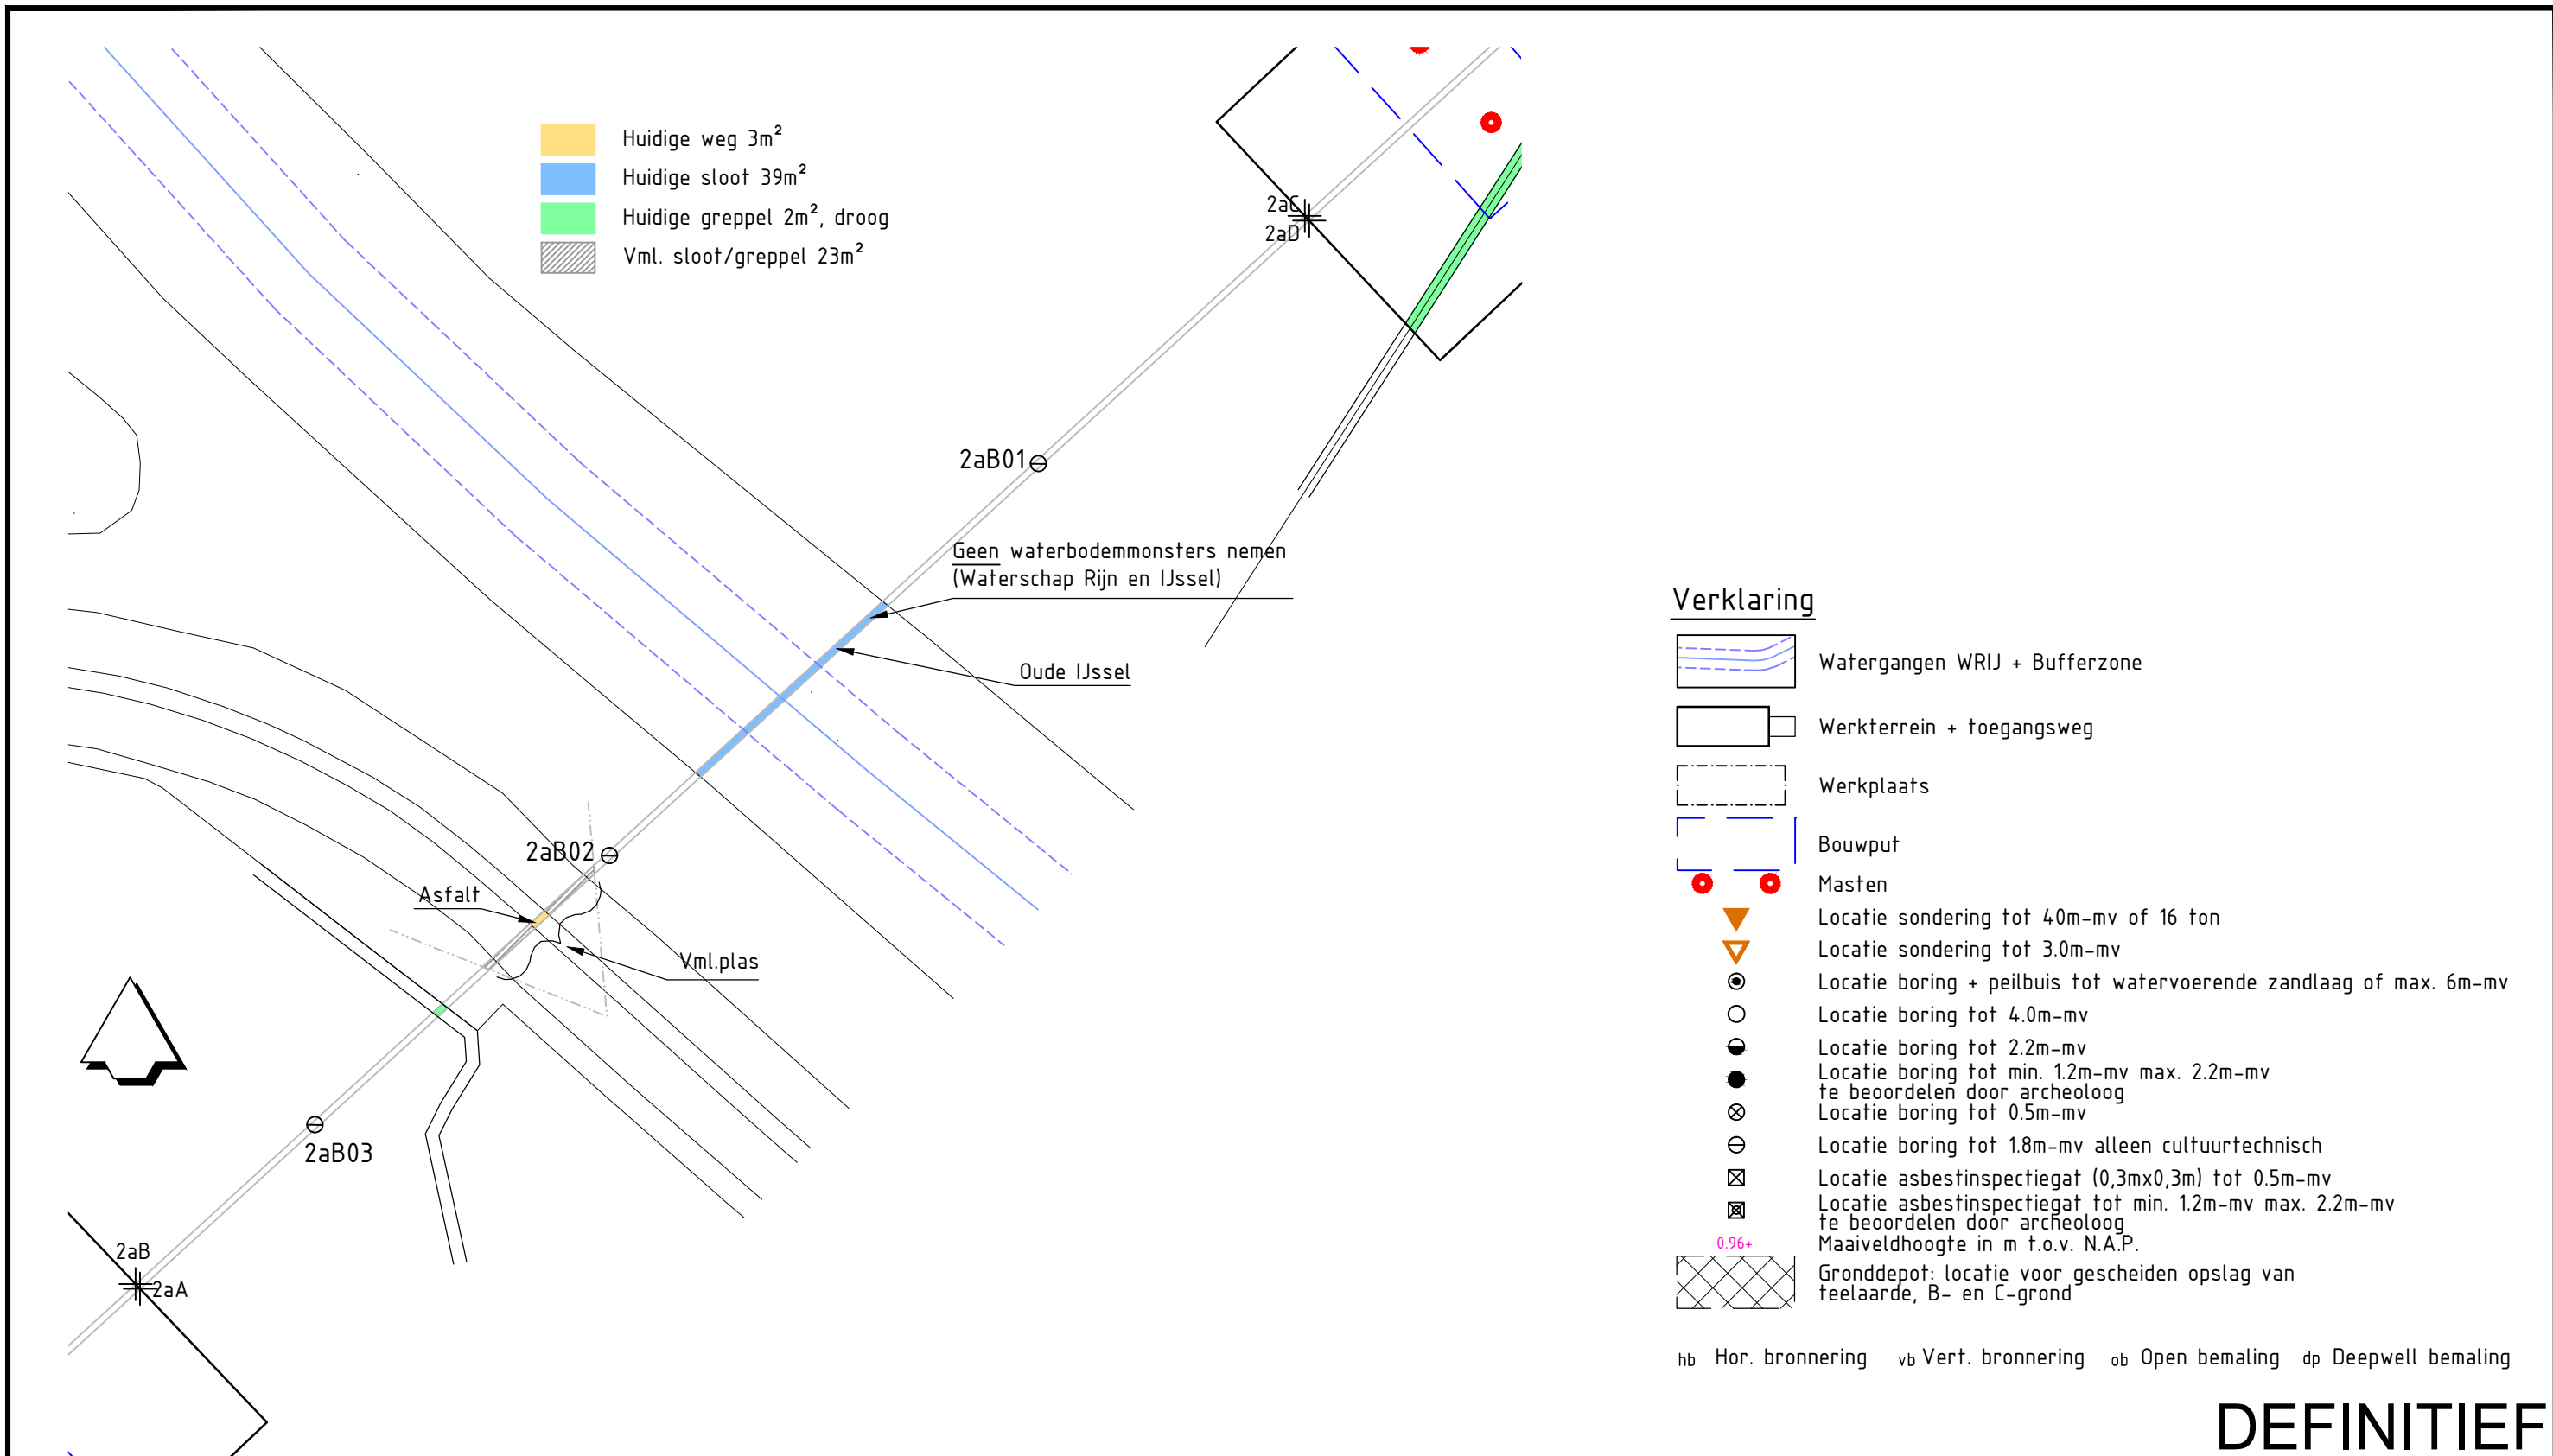 Huidige weg 3m²
Huidige sloot 39m²
Huidige greppel 2m², droog
Vml. sloot/greppel 23m²
2aC
2aD
2aB01
Geen waterbodemmonsters nemen
(Waterschap Rijn en IJssel)
Oude IJssel
2aB02
Asfalt
Vml.plas
2aB03
2aB
2aA
Verklaring
Watergangen WRIJ + Bufferzone
Werkterrein + toegangsweg
Werkplaats
Bouwput
Masten
Locatie sondering tot 40m-mv of 16 ton
Locatie sondering tot 3.0m-mv
Locatie boring + peilbuis tot watervoerende zandlaag of max. 6m-mv
Locatie boring tot 4.0m-mv
Locatie boring tot 2.2m-mv
Locatie boring tot min. 1.2m-mv max. 2.2m-mv
te beoordelen door archeoloog
Locatie boring tot 0.5m-mv
Locatie boring tot 1.8m-mv alleen cultuurtechnisch
Locatie asbestinspectiegat (0,3mx0,3m) tot 0.5m-mv
Locatie asbestinspectiegat tot min. 1.2m-mv max. 2.2m-mv
te beoordelen door archeoloog
0.96+ Maaiveldhoogte in m t.o.v. N.A.P.
Gronddepot: locatie voor gescheiden opslag van
teelaarde, B- en C-grond
hb Hor. bronnering vb Vert. bronnering ob Open bemaling dp Deepwell bemaling
DEFINITIEF